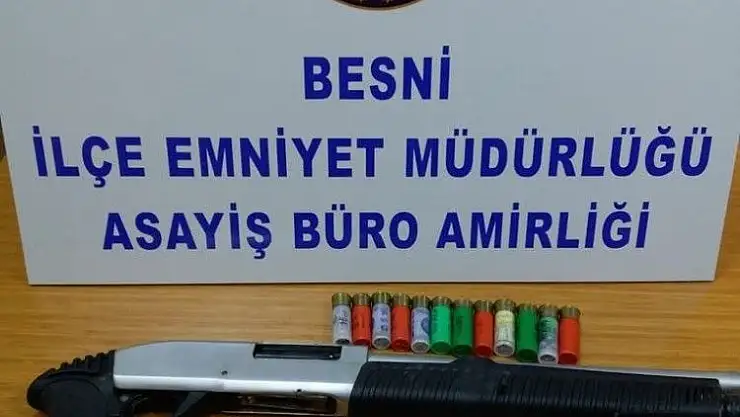 BESNİ
İLÇE EMNİYET MÜDÜRLÜĞÜ
ASAYİŞ BÜRO AMİRLİĞİ